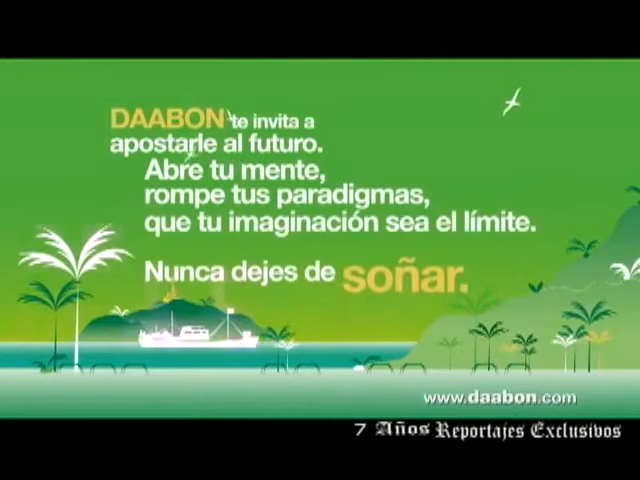 DAABON te invita a
apostarle al futuro.
Abre tu mente,
rompe tus paradigmas,
que tu imaginación sea el límite.
Nunca dejes de soñar.
www.daabon.com
7 Años Reportajes Exclusivos